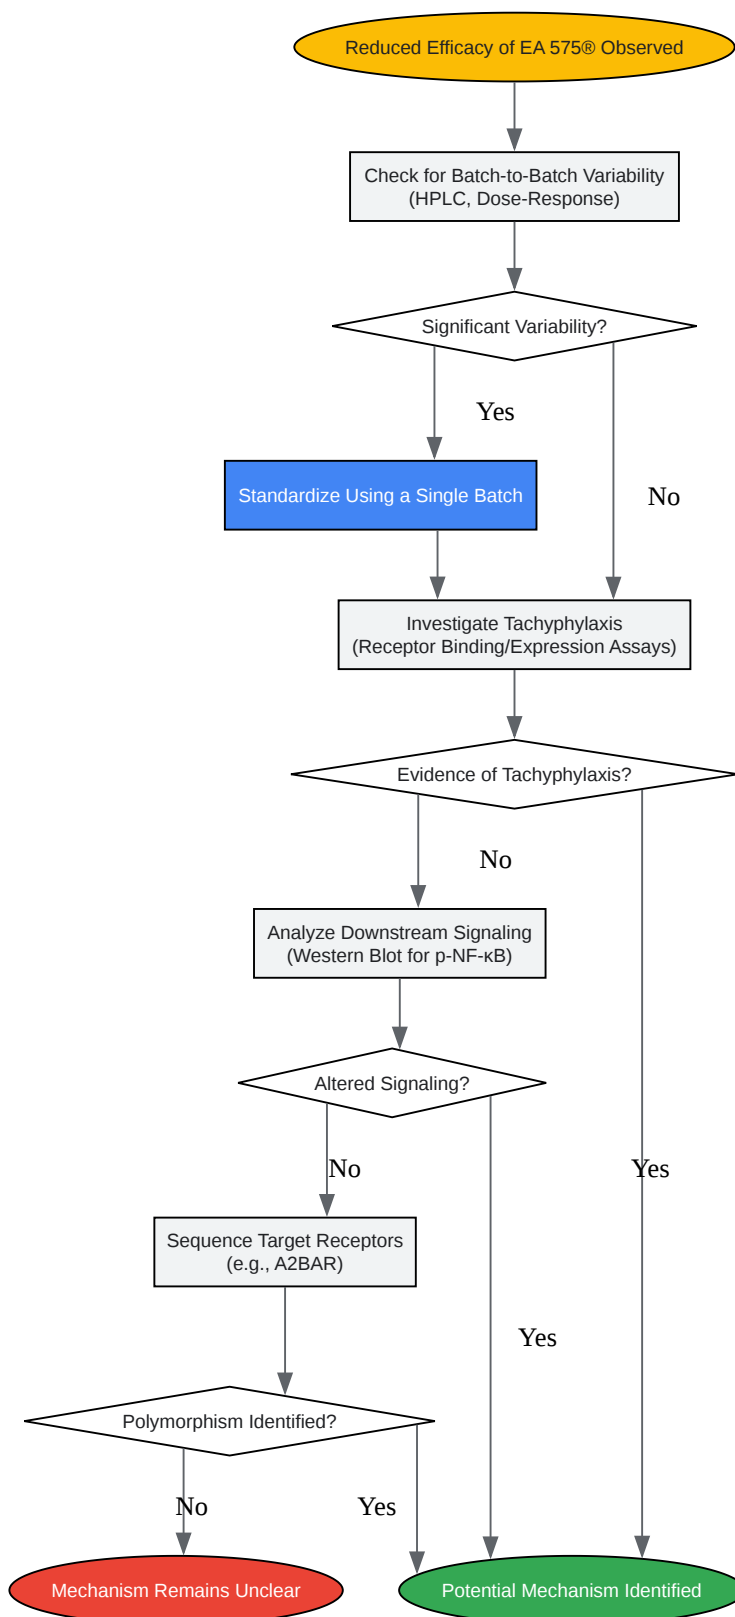 Reduced Efficacy of EA 575® Observed
Check for Batch-to-Batch Variability
(HPLC, Dose-Response)
Significant Variability?
Yes
Standardize Using a Single Batch
No
Investigate Tachyphylaxis
(Receptor Binding/Expression Assays)
Evidence of Tachyphylaxis?
No
Analyze Downstream Signaling
(Western Blot for p-NF-κB)
Altered Signaling?
No
Yes
Sequence Target Receptors
(e.g., A2BAR)
Yes
Polymorphism Identified?
No
Yes
Mechanism Remains Unclear
Potential Mechanism Identified